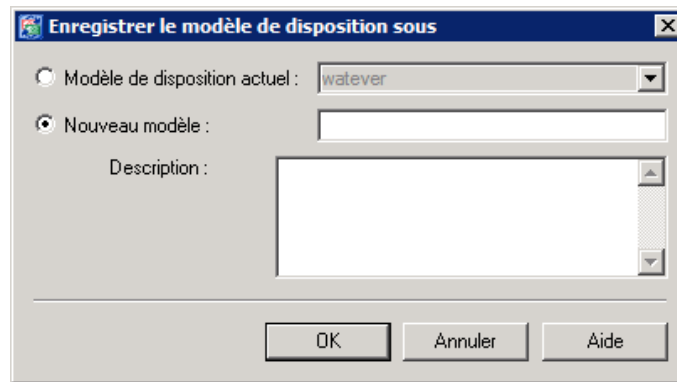 Enregistrer le modèle de disposition sous
Modèle de disposition actuel : watever
Nouveau modèle :
Description :
OK Annuler Aide